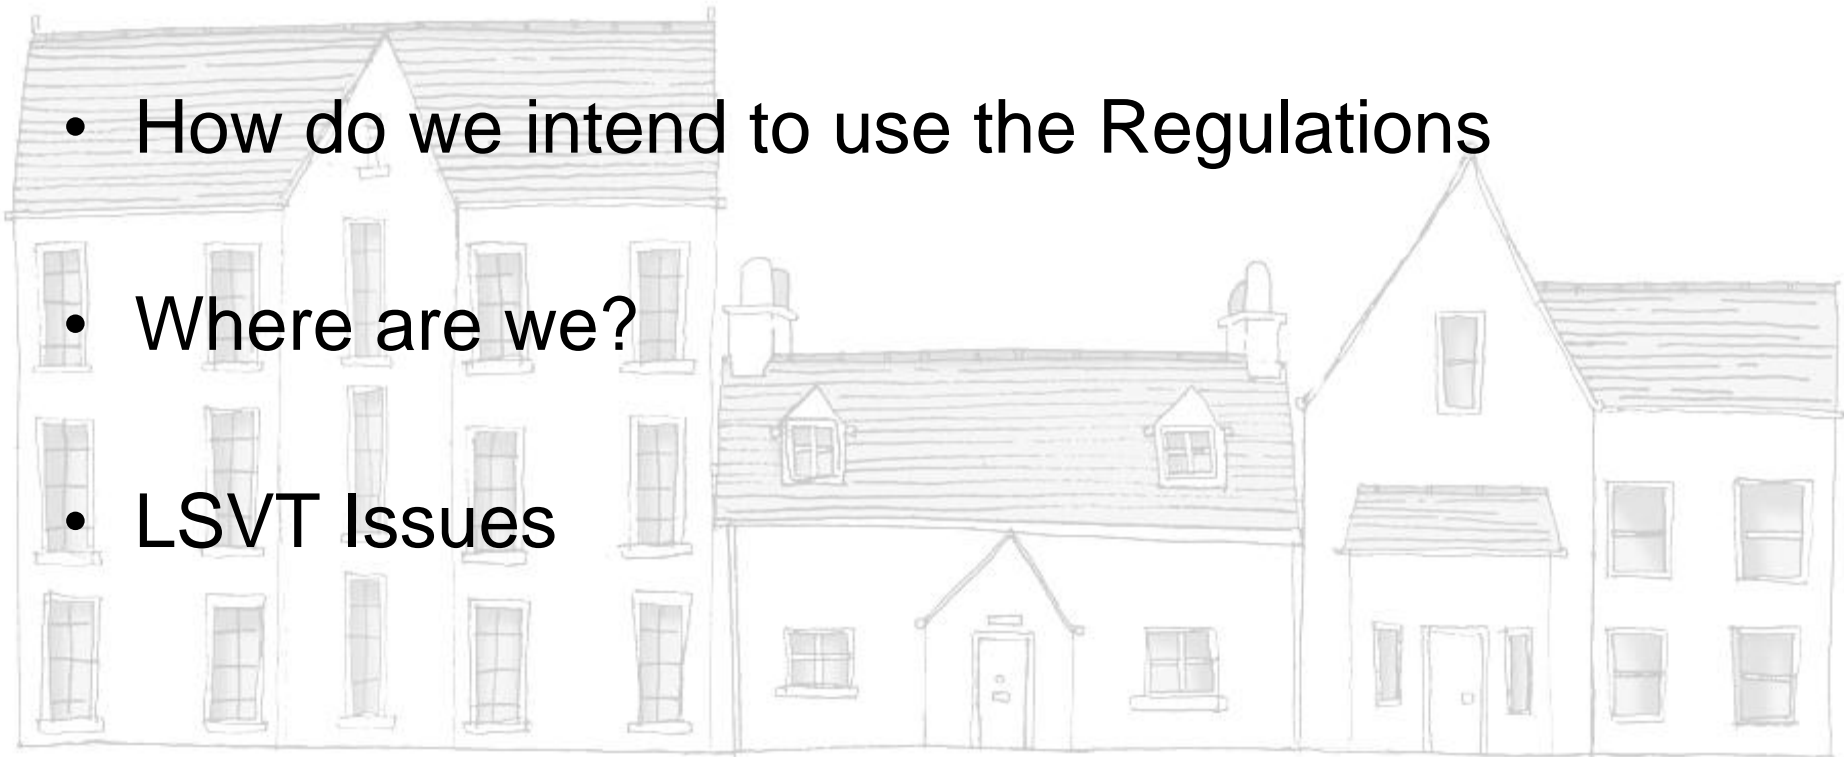 • How do we intend to use the Regulations
• Where are we?
• LSVT Issues